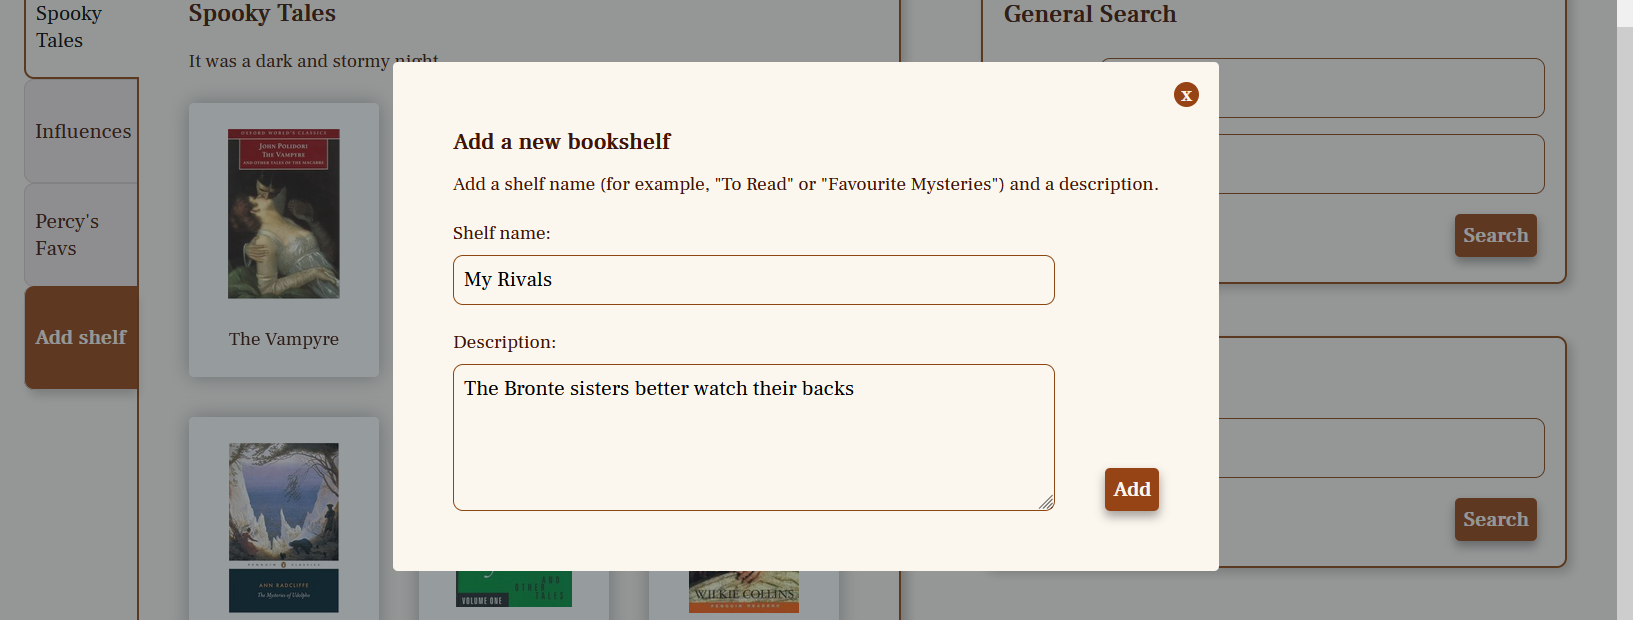 Spooky
Tales
Influences
Percy's
Favs
Add shelf
Spooky Tales
It was a dark and stormy night
OXFORD WORLD'S CLASSICS
JOHN POLIDORI
THE VAMPYRE
AND OTHER TALES OF THE MACABRE
The Vampyre
PENGUIN CLASSICS
ANN RADCLIFFE
The Mysteries of Udolpho
AND
OTHER
TALES
VOLUME ONE
WILKIE COLLINS
PENGUIN READERS
General Search
Search
Search
x
Add a new bookshelf
Add a shelf name (for example, "To Read" or "Favourite Mysteries") and a description.
Shelf name:
My Rivals
Description:
The Bronte sisters better watch their backs
Add